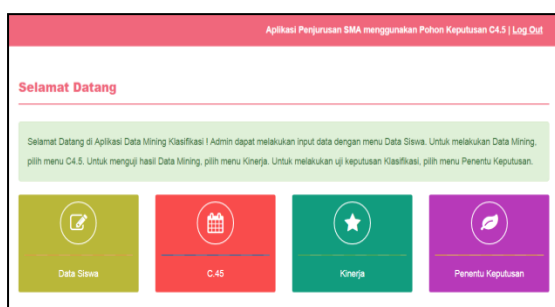 Aplikasi Penjurusan SMA menggunakan Pohon Keputusan C4.5 | Log Out
Selamat Datang
Selamat Datang di Aplikasi Data Mining Klasifikasi ! Admin dapat melakukan input data dengan menu Data Siswa. Untuk melakukan Data Mining,
pilih menu C4.5. Untuk menguji hasil Data Mining, pilih menu Kinerja. Untuk melakukan uji keputusan Klasifikasi, pilih menu Penentu Keputusan.
Data Siswa
C.45
Kinerja
Penentu Keputusan